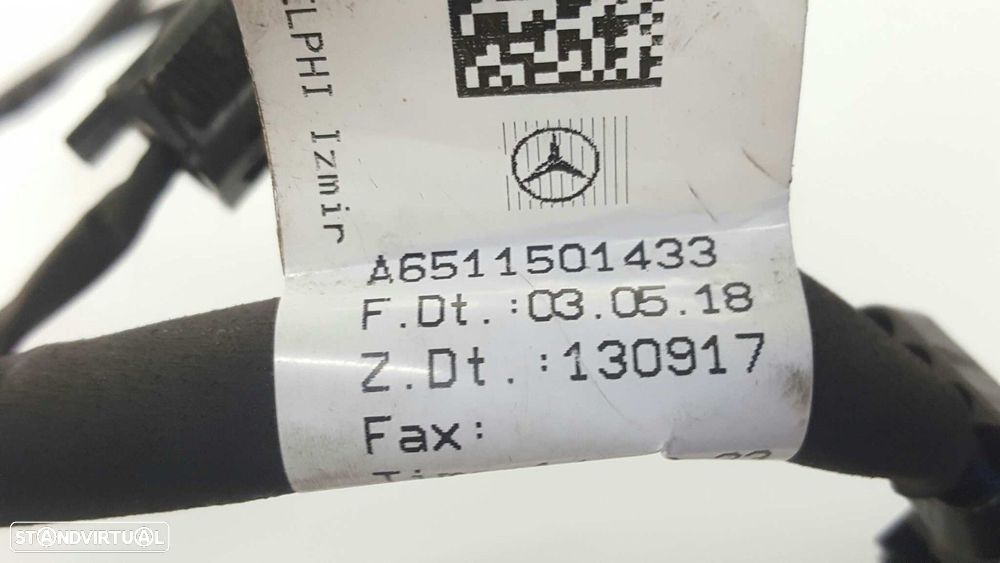 ELPHI Izmir
A6511501433
F.Dt.:03.05.18
Z.Dt.:130917
Fax:
STANDVIRTUAL